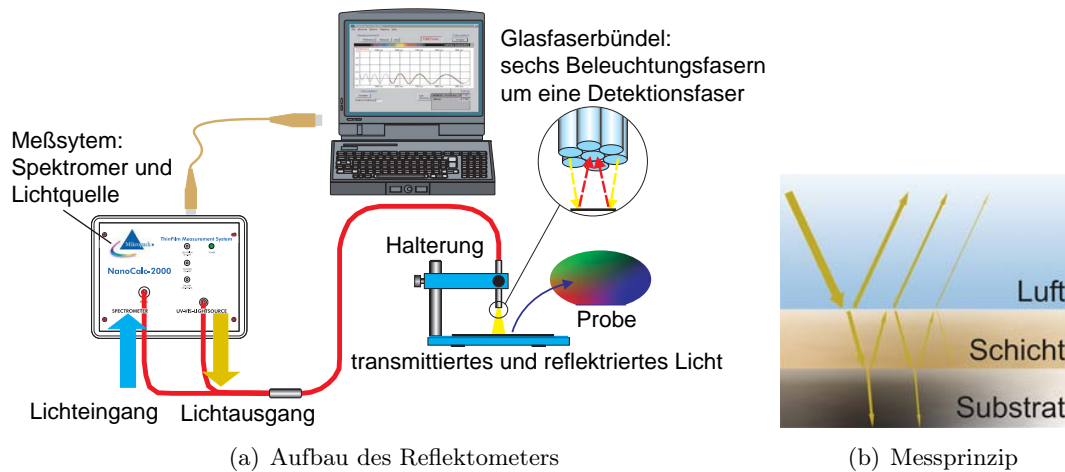 Glasfaserbündel:
sechs Beleuchtungsfasern
um eine Detektionsfaser
Meßsytem:
Spektromer und
Lichtquelle
Mikropack
ThinFilm Measurement System
NanoCalc-2000
SPECTROMETER
UV-VIS-LIGHTSOURCE
Halterung
Probe
transmittiertes und reflektriertes Licht
Lichteingang
Lichtausgang
Luft
Schicht
Substrat
(a) Aufbau des Reflektometers
(b) Messprinzip